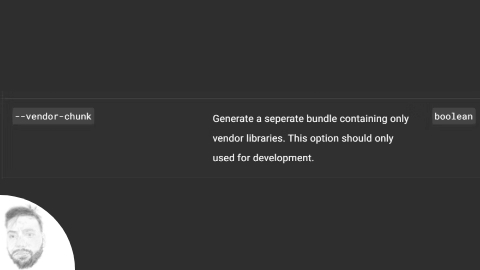 --vendor-chunk
Generate a seperate bundle containing only
vendor libraries. This option should only
used for development.
boolean